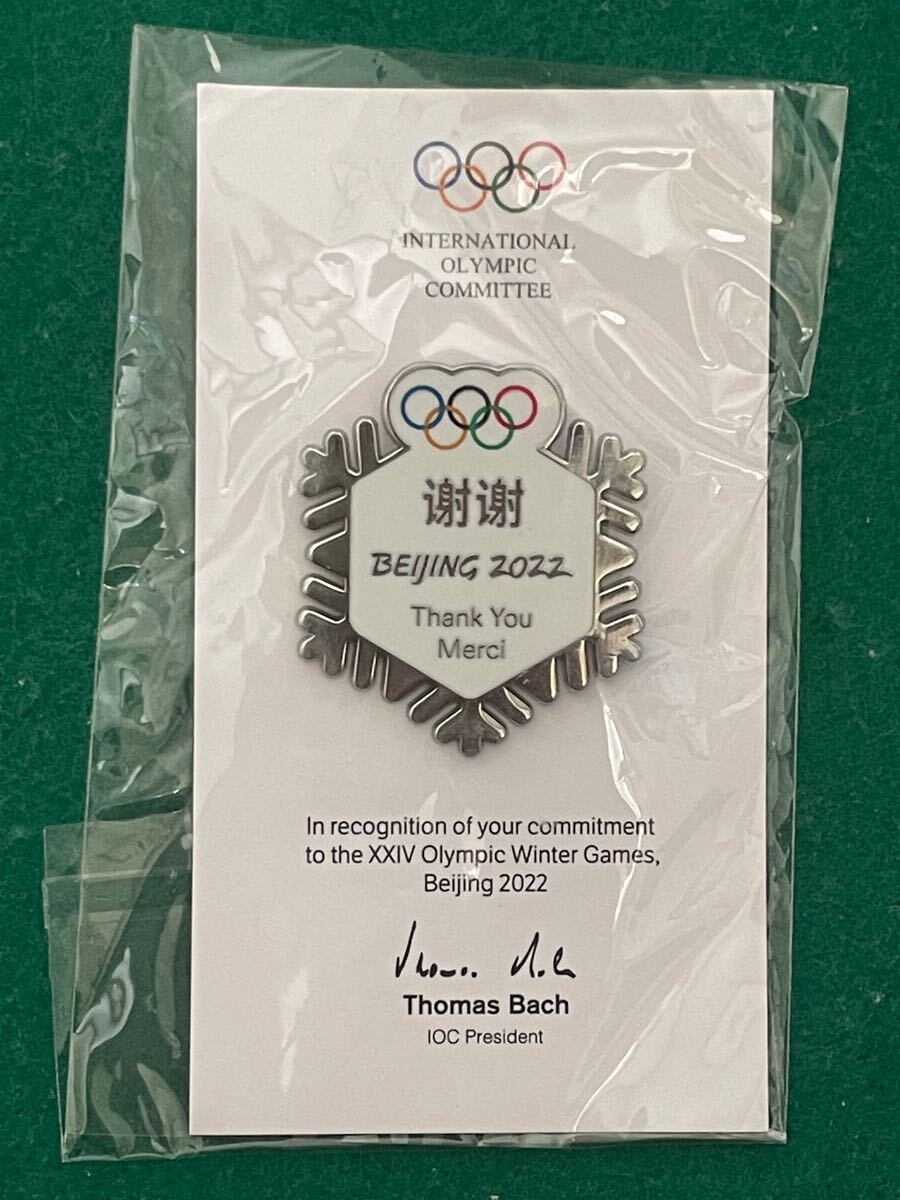 INTERNATIONAL
OLYMPIC
COMMITTEE
谢谢
BEIJING 2022
Thank You
Merci
In recognition of your commitment
to the XXIV Olympic Winter Games,
Beijing 2022
Thomas Bach
IOC President